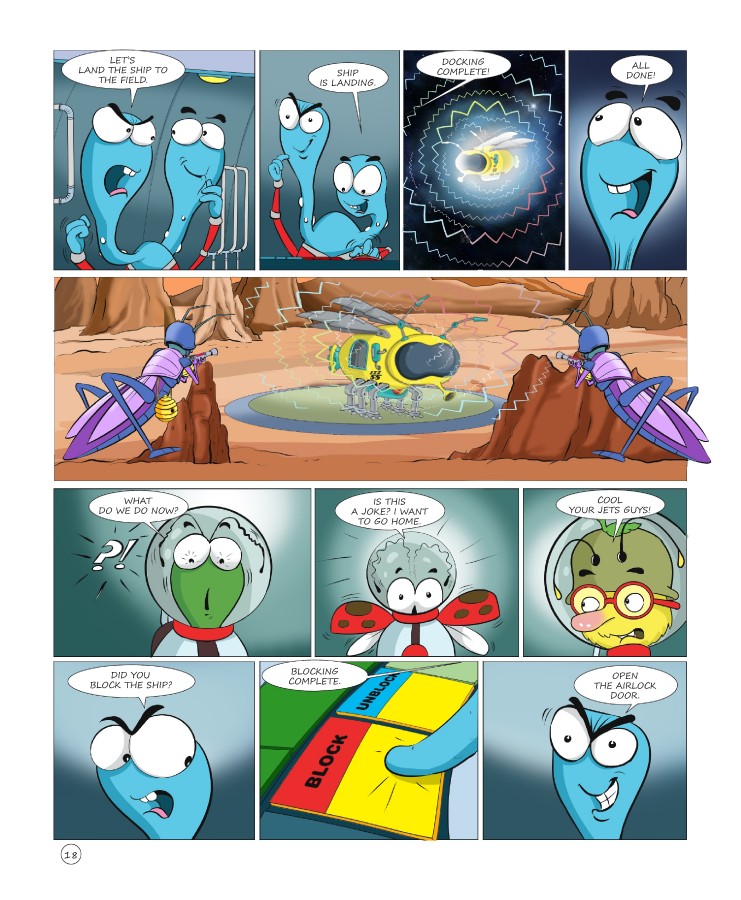 LET'S
LAND THE SHIP TO
THE FIELD.
SHIP
IS LANDING.
DOCKING
COMPLETE!
ALL
DONE!
WHAT
DO WE DO NOW?
?!
IS THIS
A JOKE? I WANT
TO GO HOME.
COOL
YOUR JETS GUYS!
DID YOU
BLOCK THE SHIP?
BLOCKING
COMPLETE.
UNBLOCK
BLOCK
OPEN
THE AIRLOCK
DOOR.
18